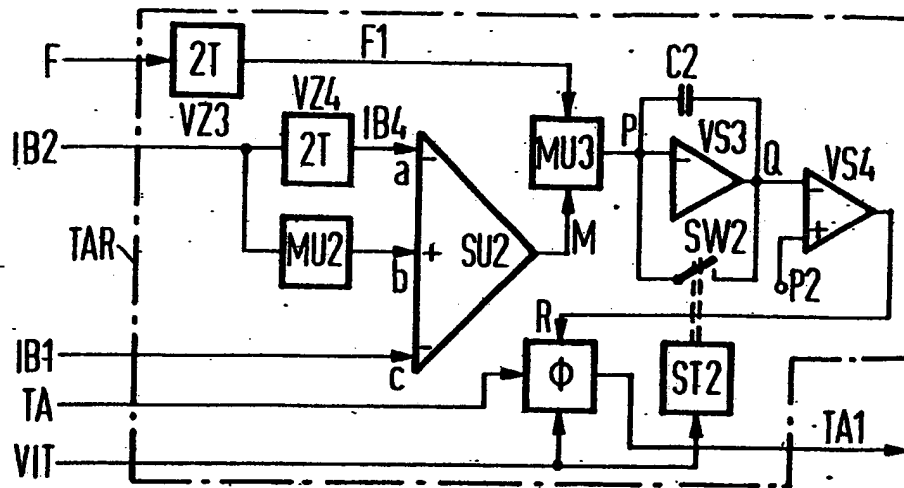 F
2T
VZ3
F1
IB2
VZ4
2T
IB4
a
MU2
b
-
+
-
SU2
M
MU3
P
C2
-
VS3
Q
VS4
-
+
P2
SW2
TAR
IB1
c
R
Φ
ST2
TA
VIT
TA1